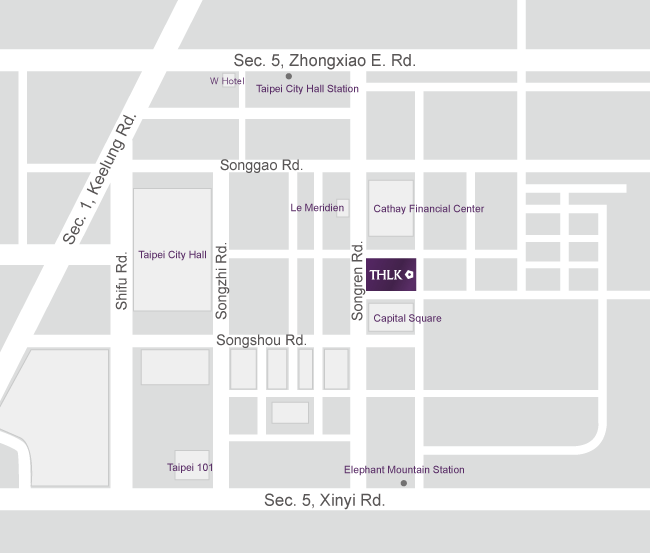 Sec. 5, Zhongxiao E. Rd.
W Hotel
Taipei City Hall Station
Sec. 1, Keelung Rd.
Songgao Rd.
Le Meridien
Cathay Financial Center
Taipei City Hall
Shifu Rd.
Songzhi Rd.
Songren Rd.
THLK
Capital Square
Songshou Rd.
Taipei 101
Elephant Mountain Station
Sec. 5, Xinyi Rd.